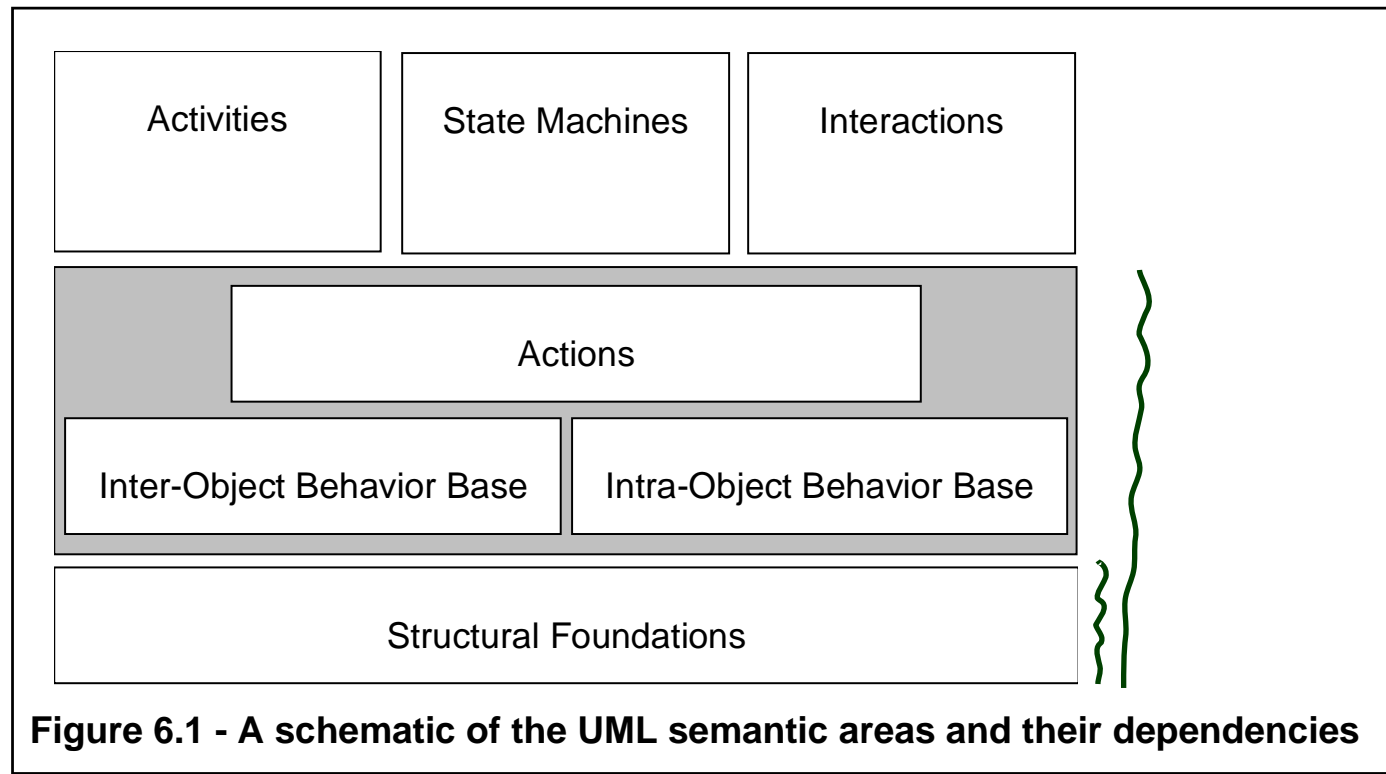 Activities
State Machines
Interactions
Actions
Inter-Object Behavior Base
Intra-Object Behavior Base
Structural Foundations
Figure 6.1 - A schematic of the UML semantic areas and their dependencies